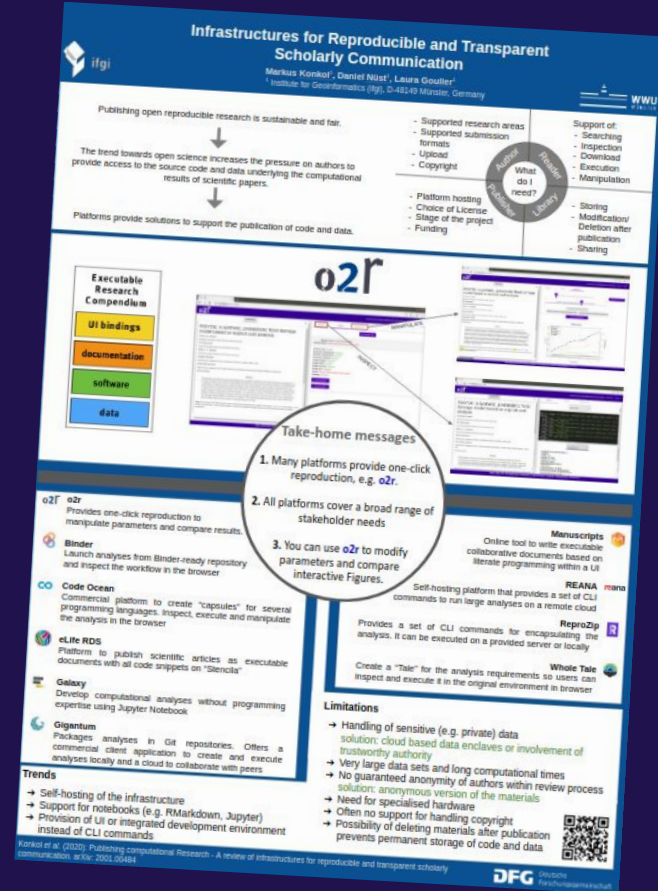 Infrastructures for Reproducible and Transparent
Scholarly Communication
Markus Konkol¹, Daniel Nüst¹, Laura Goulier¹
¹ Institute for Geoinformatics (ifgi), D-48149 Münster, Germany
ifgi
WWU
MÜNSTER
Publishing open reproducible research is sustainable and fair.
The trend towards open science increases the pressure on authors to
provide access to the source code and data underlying the computational
results of scientific papers.
Platforms provide solutions to support the publication of code and data.
- Supported research areas
- Supported submission
formats
- Upload
- Copyright
Support of:
- Searching
- Inspection
- Download
- Execution
- Manipulation
Author
Reader
Publisher
Library
What
do I
need?
- Platform hosting
- Choice of License
- Stage of the project
- Funding
- Storing
- Modification/
Deletion after
publication
- Sharing
o2r
Executable
Research
Compendium
UI bindings
documentation
software
data
MANIPULATE
INSPECT
Take-home messages
1. Many platforms provide one-click
reproduction, e.g. o2r.
2. All platforms cover a broad range of
stakeholder needs
3. You can use o2r to modify
parameters and compare
interactive Figures.
o2r o2r
Provides one-click reproduction to
manipulate parameters and compare results.
Binder
Launch analyses from Binder-ready repository
and inspect the workflow in the browser
Code Ocean
Commercial platform to create "capsules" for several
programming languages. Inspect, execute and manipulate
the analysis in the browser
eLife RDS
Platform to publish scientific articles as executable
documents with all code snippets on "Stencila"
Galaxy
Develop computational analyses without programming
expertise using Jupyter Notebook
Gigantum
Packages analyses in Git repositories. Offers a
commercial client application to create and execute
analyses locally and a cloud to collaborate with peers
Manuscripts
Online tool to write executable
collaborative documents based on
literate programming within a UI
REANA reana
Self-hosting platform that provides a set of CLI
commands to run large analyses on a remote cloud
ReproZip
Provides a set of CLI commands for encapsulating the
analysis. It can be executed on a provided server or locally
Whole Tale
Create a "Tale" for the analysis requirements so users can
inspect and execute it in the original environment in browser
Trends
➔ Self-hosting of the infrastructure
➔ Support for notebooks (e.g. RMarkdown, Jupyter)
➔ Provision of UI or integrated development environment
instead of CLI commands
Limitations
➔ Handling of sensitive (e.g. private) data
solution: cloud based data enclaves or involvement of
trustworthy authority
➔ Very large data sets and long computational times
➔ No guaranteed anonymity of authors within review process
solution: anonymous version of the materials
➔ Need for specialised hardware
➔ Often no support for handling copyright
➔ Possibility of deleting materials after publication
prevents permanent storage of code and data
Konkol et al. (2020): Publishing computational Research - A review of infrastructures for reproducible and transparent scholarly
communication. arXiv: 2001.00484
DFG Deutsche
Forschungsgemeinschaft